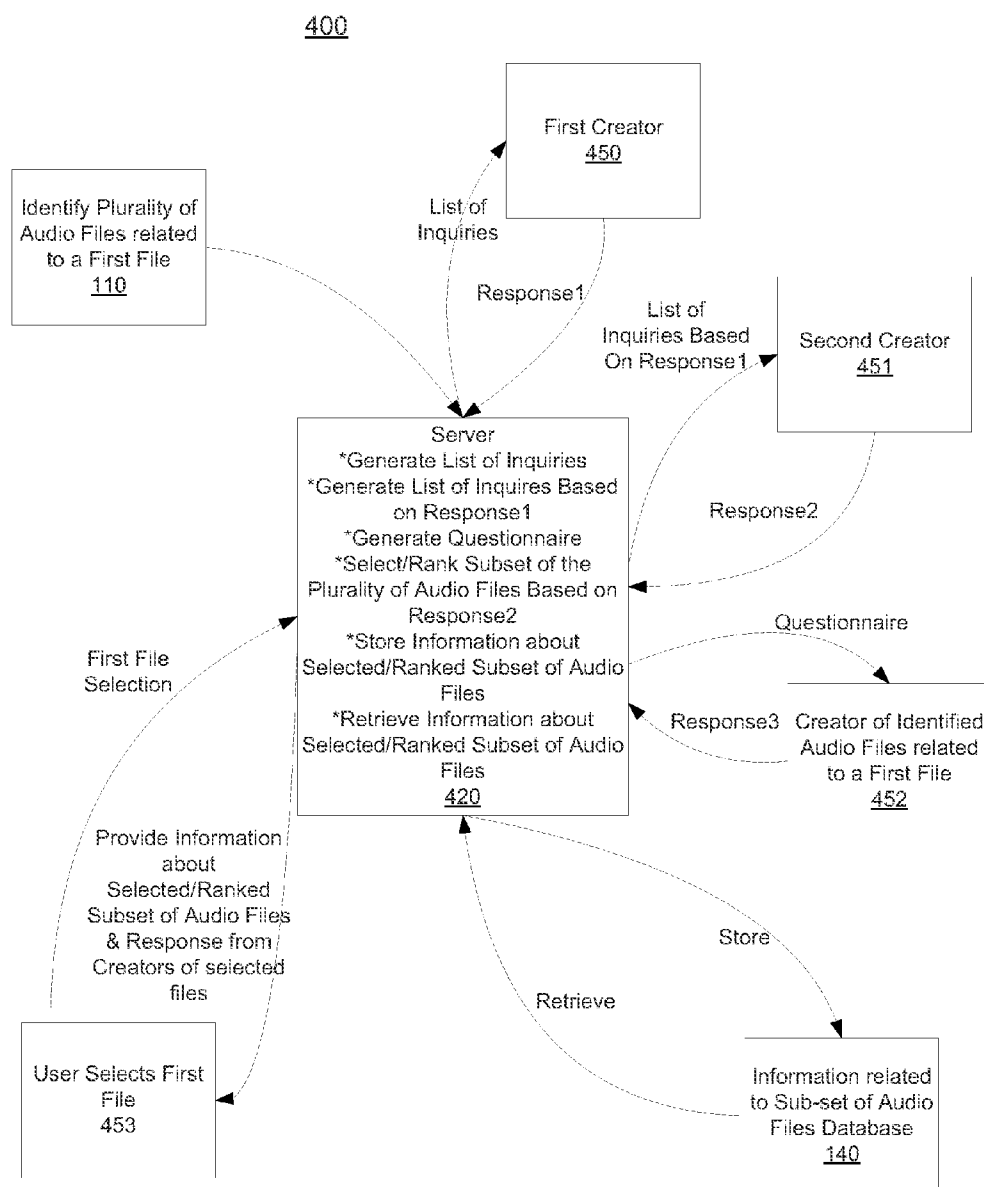 400
First Creator
450
Identify Plurality of
Audio Files related
to a First File
110
List of
Inquiries
Response1
List of
Inquiries Based
On Response1
Second Creator
451
Response2
Server
*Generate List of Inquiries
*Generate List of Inquires Based
on Response1
*Generate Questionnaire
*Select/Rank Subset of the
Plurality of Audio Files Based on
Response2
*Store Information about
Selected/Ranked Subset of Audio
Files
*Retrieve Information about
Selected/Ranked Subset of Audio
Files
420
Questionnaire
Response3
Creator of Identified
Audio Files related
to a First File
452
First File
Selection
Provide Information
about
Selected/Ranked
Subset of Audio Files
& Response from
Creators of selected
files
Store
Retrieve
User Selects First
File
453
Information related
to Sub-set of Audio
Files Database
140